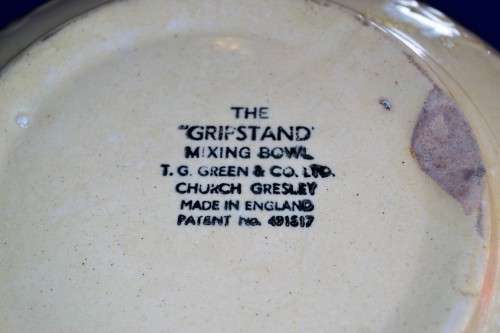 THE
"GRIPSTAND"
MIXING BOWL
T. G. GREEN & CO. LTD.
CHURCH GRESLEY
MADE IN ENGLAND
PATENT No. 491517